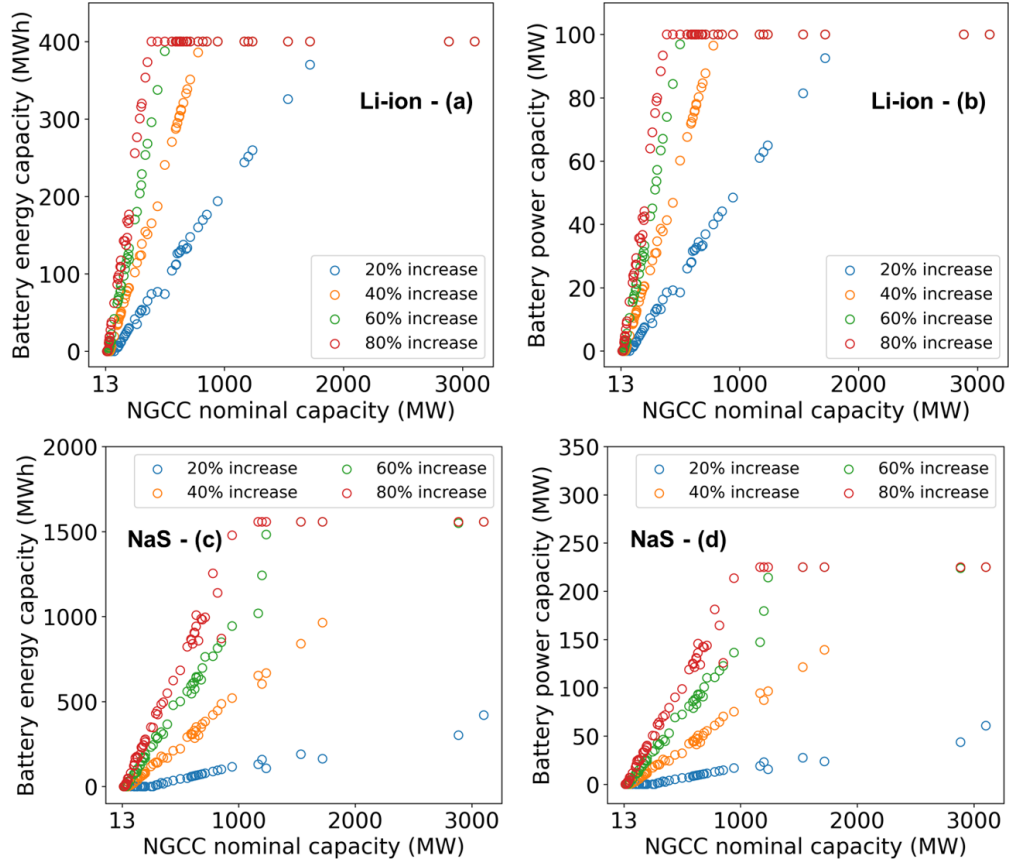 Battery energy capacity (MWh)
400
300
200
100
0
Li-ion - (a)
20% increase
40% increase
60% increase
80% increase
13 1000 2000 3000
NGCC nominal capacity (MW)
Battery power capacity (MW)
100
80
60
40
20
0
Li-ion - (b)
20% increase
40% increase
60% increase
80% increase
13 1000 2000 3000
NGCC nominal capacity (MW)
Battery energy capacity (MWh)
2000
1500
1000
500
0
20% increase 60% increase
40% increase 80% increase
NaS - (c)
13 1000 2000 3000
NGCC nominal capacity (MW)
Battery power capacity (MW)
350
300
250
200
150
100
50
0
20% increase 60% increase
40% increase 80% increase
NaS - (d)
13 1000 2000 3000
NGCC nominal capacity (MW)